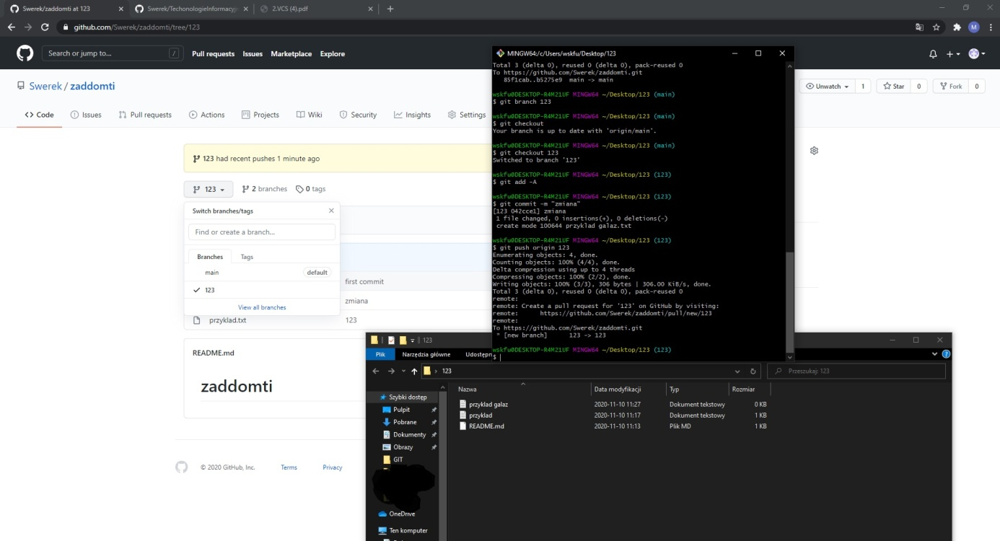 Swerek/zaddomti at 123
Swerek/TechonologieInformacyjn
2.VCS (4).pdf
github.com/Swerek/zaddomti/tree/123
M
Search or jump to...
/
Pull requests Issues Marketplace Explore
Swerek / zaddomti
Unwatch 1 Star 0 Fork 0
Code Issues Pull requests Actions Projects Wiki Security Insights Settings
123 had recent pushes 1 minute ago
123 2 branches 0 tags
Switch branches/tags
Find or create a branch...
Branches Tags
main default
123
View all branches
first commit
zmiana
przyklad.txt 123
README.md
zaddomti
© 2020 GitHub, Inc. Terms Privacy
MINGW64:/c/Users/wskfu/Desktop/123
Total 3 (delta 0), reused 0 (delta 0), pack-reused 0
To https://github.com/Swerek/zaddomti.git
85f1cab..b5275e9 main -> main
wskfu@DESKTOP-R4M21UF MINGW64 ~/Desktop/123 (main)
$ git branch 123
wskfu@DESKTOP-R4M21UF MINGW64 ~/Desktop/123 (main)
$ git checkout
Your branch is up to date with 'origin/main'.
wskfu@DESKTOP-R4M21UF MINGW64 ~/Desktop/123 (main)
$ git checkout 123
Switched to branch '123'
wskfu@DESKTOP-R4M21UF MINGW64 ~/Desktop/123 (123)
$ git add -A
wskfu@DESKTOP-R4M21UF MINGW64 ~/Desktop/123 (123)
$ git commit -m "zmiana"
[123 042cce1] zmiana
1 file changed, 0 insertions(+), 0 deletions(-)
create mode 100644 przyklad galaz.txt
wskfu@DESKTOP-R4M21UF MINGW64 ~/Desktop/123 (123)
$ git push origin 123
Enumerating objects: 4, done.
Counting objects: 100% (4/4), done.
Delta compression using up to 4 threads
Compressing objects: 100% (2/2), done.
Writing objects: 100% (3/3), 306 bytes | 306.00 KiB/s, done.
Total 3 (delta 0), reused 0 (delta 0), pack-reused 0
remote:
remote: Create a pull request for '123' on GitHub by visiting:
remote: https://github.com/Swerek/zaddomti/pull/new/123
remote:
To https://github.com/Swerek/zaddomti.git
* [new branch] 123 -> 123
wskfu@DESKTOP-R4M21UF MINGW64 ~/Desktop/123 (123)
$
123
Plik Narzędzia główne Udostępn
123
Przeszukaj: 123
Nazwa Data modyfikacji Typ Rozmiar
przyklad galaz 2020-11-10 11:27 Dokument tekstowy 0 KB
przyklad 2020-11-10 11:17 Dokument tekstowy 1 KB
README.md 2020-11-10 11:13 Plik MD 1 KB
Szybki dostęp
Pulpit
Pobrane
Dokumenty
Obrazy
GIT
OneDrive
Ten komputer